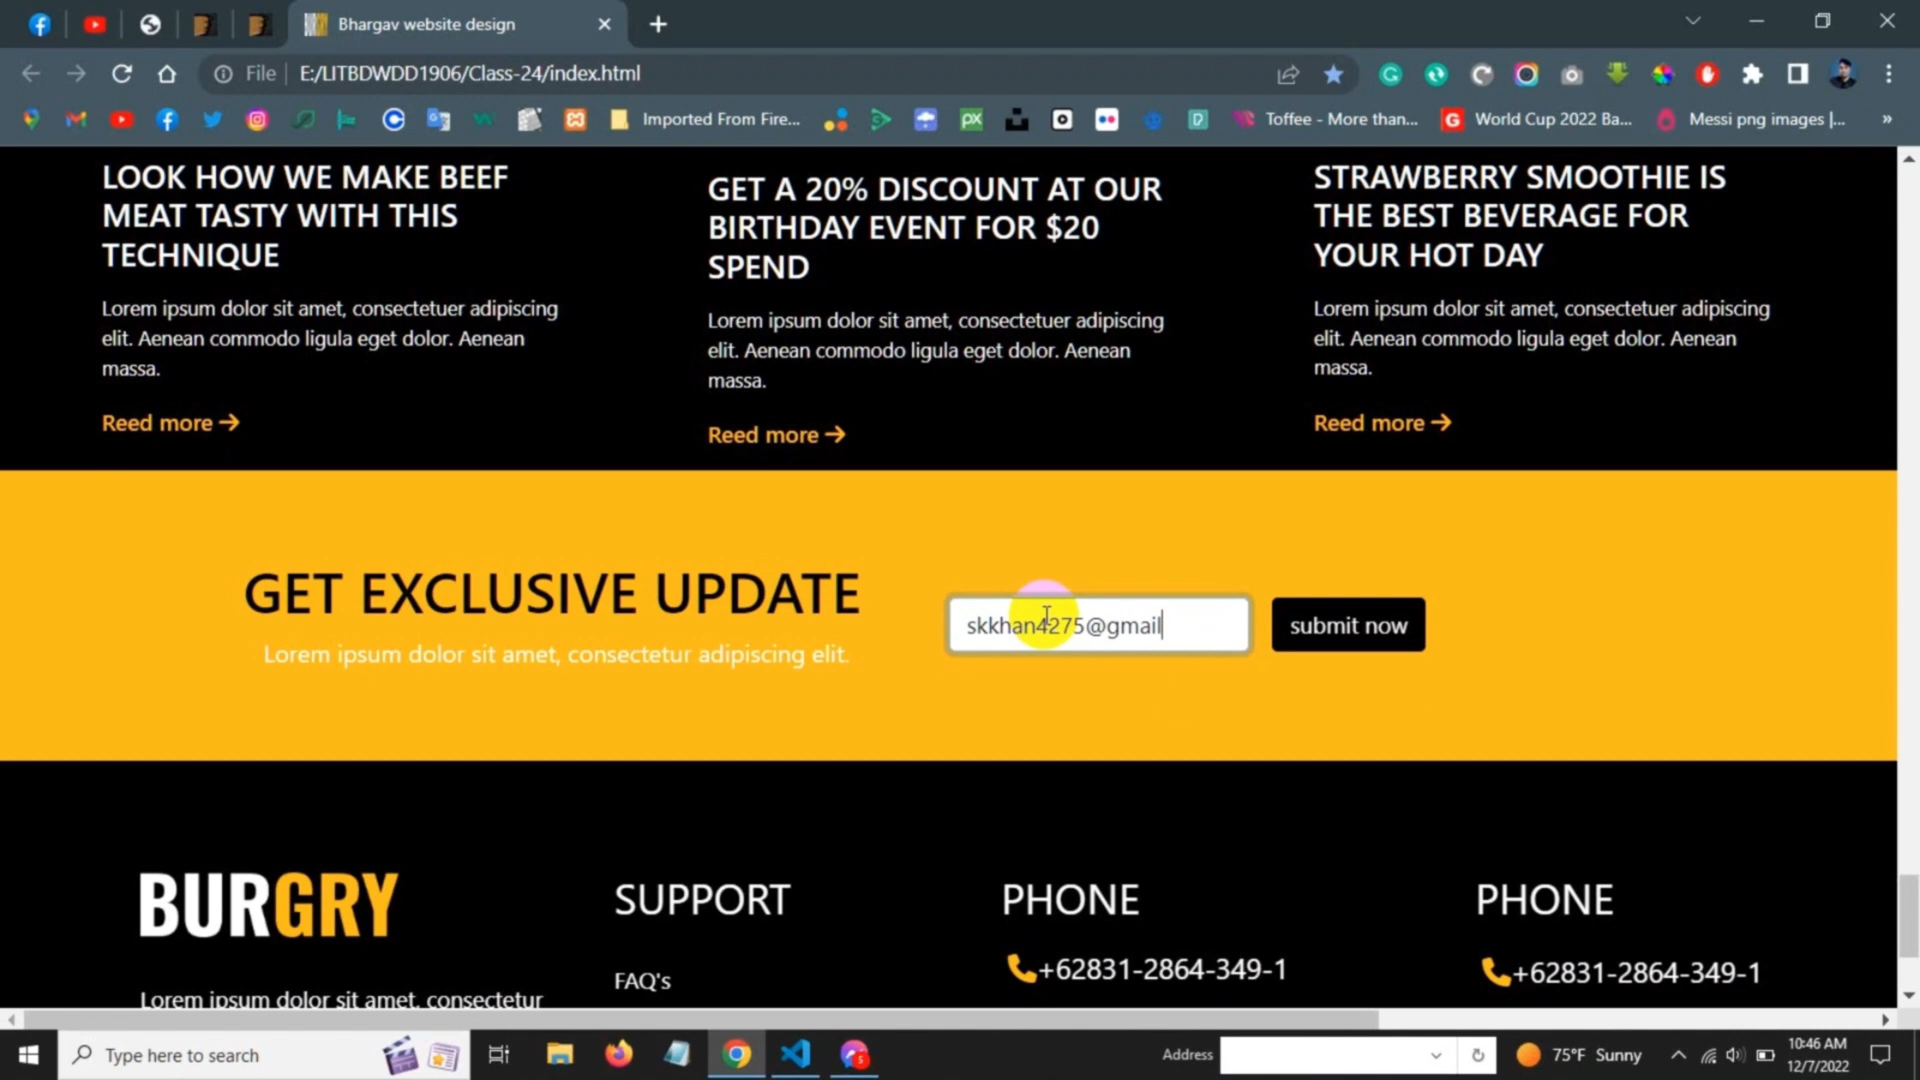 Bhargav website design
File E:/LITBDWDD1906/Class-24/index.html
Imported From Fire...
Toffee - More than...
World Cup 2022 Ba...
Messi png images |...
LOOK HOW WE MAKE BEEF
MEAT TASTY WITH THIS
TECHNIQUE
Lorem ipsum dolor sit amet, consectetuer adipiscing
elit. Aenean commodo ligula eget dolor. Aenean
massa.
Reed more
GET A 20% DISCOUNT AT OUR
BIRTHDAY EVENT FOR $20
SPEND
Lorem ipsum dolor sit amet, consectetuer adipiscing
elit. Aenean commodo ligula eget dolor. Aenean
massa.
Reed more
STRAWBERRY SMOOTHIE IS
THE BEST BEVERAGE FOR
YOUR HOT DAY
Lorem ipsum dolor sit amet, consectetuer adipiscing
elit. Aenean commodo ligula eget dolor. Aenean
massa.
Reed more
GET EXCLUSIVE UPDATE
Lorem ipsum dolor sit amet, consectetur adipiscing elit.
skkhan4275@gmail
submit now
BURGRY
Lorem ipsum dolor sit amet, consectetur
SUPPORT
FAQ's
PHONE
+62831-2864-349-1
PHONE
+62831-2864-349-1
Type here to search
Address
75°F Sunny
10:46 AM
12/7/2022